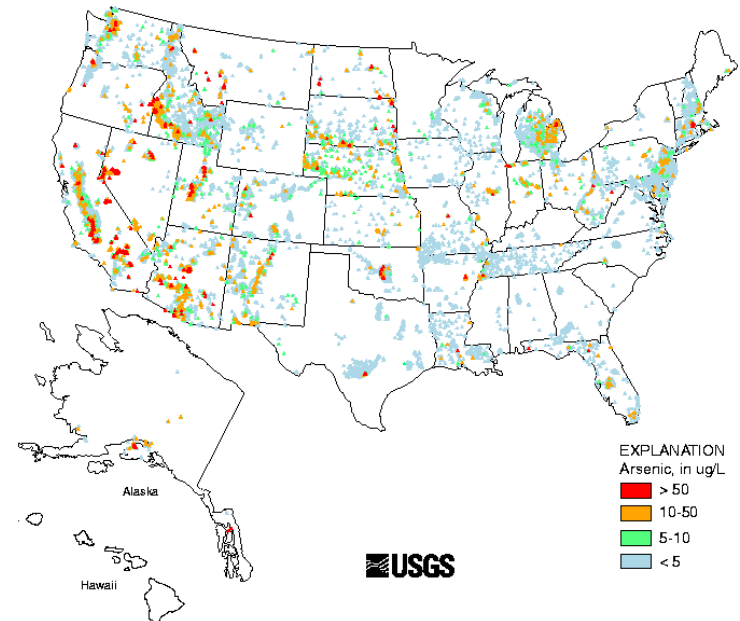 EXPLANATION
Arsenic, in ug/L
> 50
10-50
5-10
< 5
Alaska
Hawaii
USGS